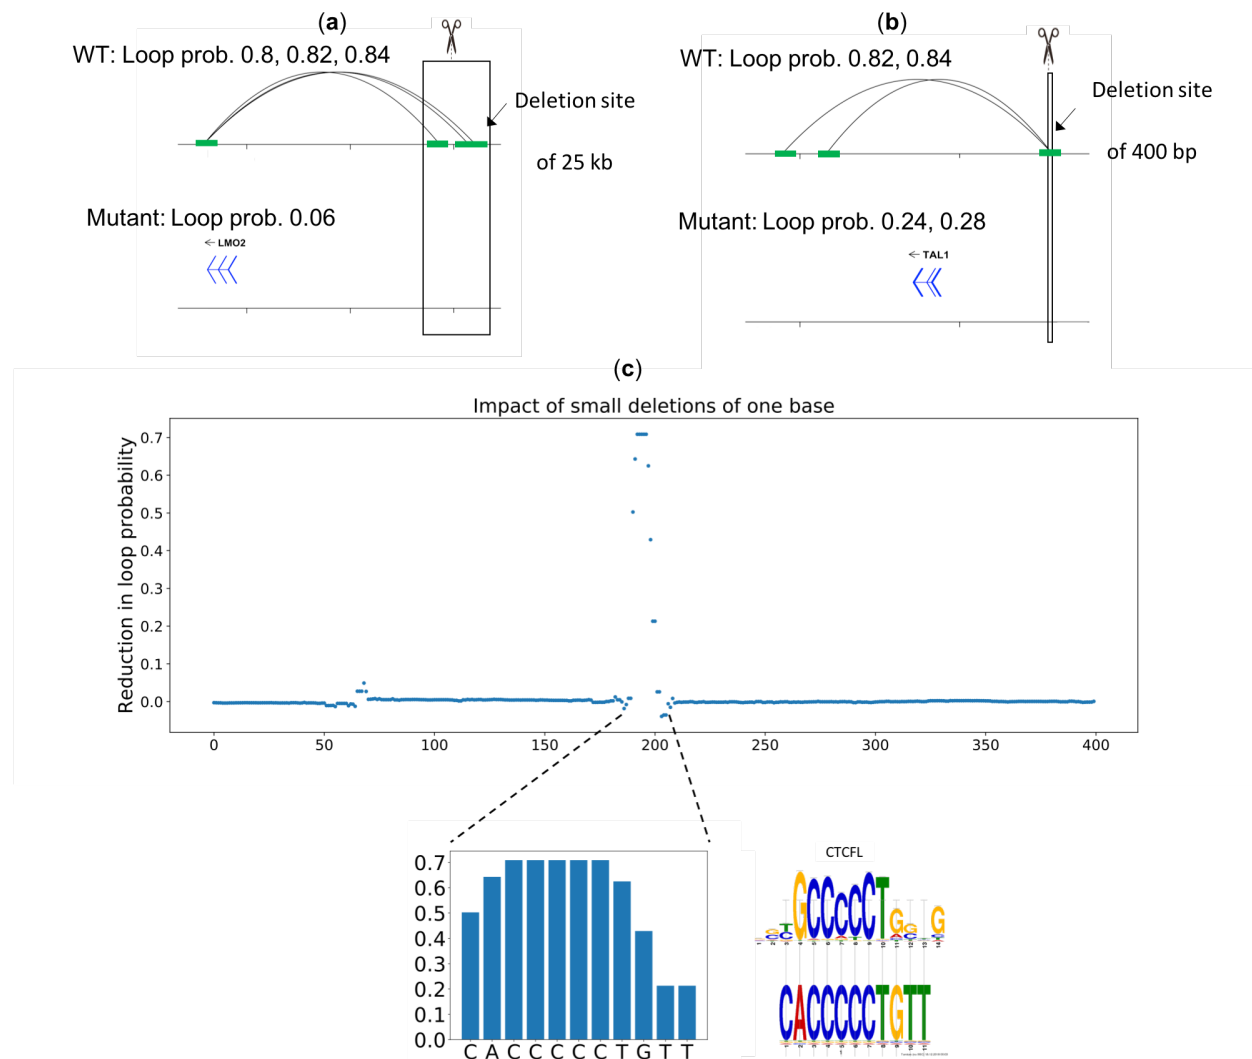 (a)
WT: Loop prob. 0.8, 0.82, 0.84
Deletion site
of 25 kb
Mutant: Loop prob. 0.06
← LMO2
(b)
WT: Loop prob. 0.82, 0.84
Deletion site
of 400 bp
Mutant: Loop prob. 0.24, 0.28
← TAL1
(c)
Impact of small deletions of one base
Reduction in loop probability
0.7
0.6
0.5
0.4
0.3
0.2
0.1
0.0
0 50 100 150 200 250 300 350 400
0.7
0.6
0.5
0.4
0.3
0.2
0.1
0.0
C A C C C C C T G T T
CTCFL
GCCCCCTGG G
CACCCCCTGTT